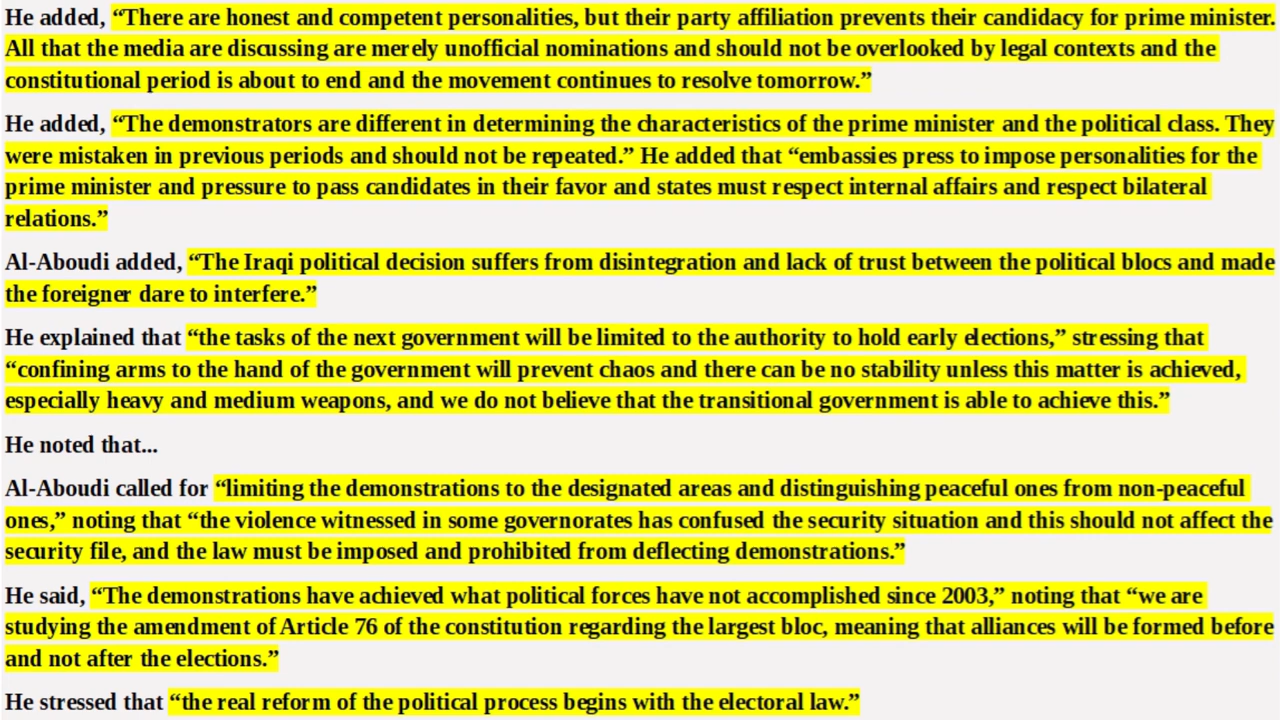 He added, “There are honest and competent personalities, but their party affiliation prevents their candidacy for prime minister.
All that the media are discussing are merely unofficial nominations and should not be overlooked by legal contexts and the
constitutional period is about to end and the movement continues to resolve tomorrow.”
He added, “The demonstrators are different in determining the characteristics of the prime minister and the political class. They
were mistaken in previous periods and should not be repeated.” He added that “embassies press to impose personalities for the
prime minister and pressure to pass candidates in their favor and states must respect internal affairs and respect bilateral
relations.”
Al-Aboudi added, “The Iraqi political decision suffers from disintegration and lack of trust between the political blocs and made
the foreigner dare to interfere.”
He explained that “the tasks of the next government will be limited to the authority to hold early elections,” stressing that
“confining arms to the hand of the government will prevent chaos and there can be no stability unless this matter is achieved,
especially heavy and medium weapons, and we do not believe that the transitional government is able to achieve this.”
He noted that...
Al-Aboudi called for “limiting the demonstrations to the designated areas and distinguishing peaceful ones from non-peaceful
ones,” noting that “the violence witnessed in some governorates has confused the security situation and this should not affect the
security file, and the law must be imposed and prohibited from deflecting demonstrations.”
He said, “The demonstrations have achieved what political forces have not accomplished since 2003,” noting that “we are
studying the amendment of Article 76 of the constitution regarding the largest bloc, meaning that alliances will be formed before
and not after the elections.”
He stressed that “the real reform of the political process begins with the electoral law.”